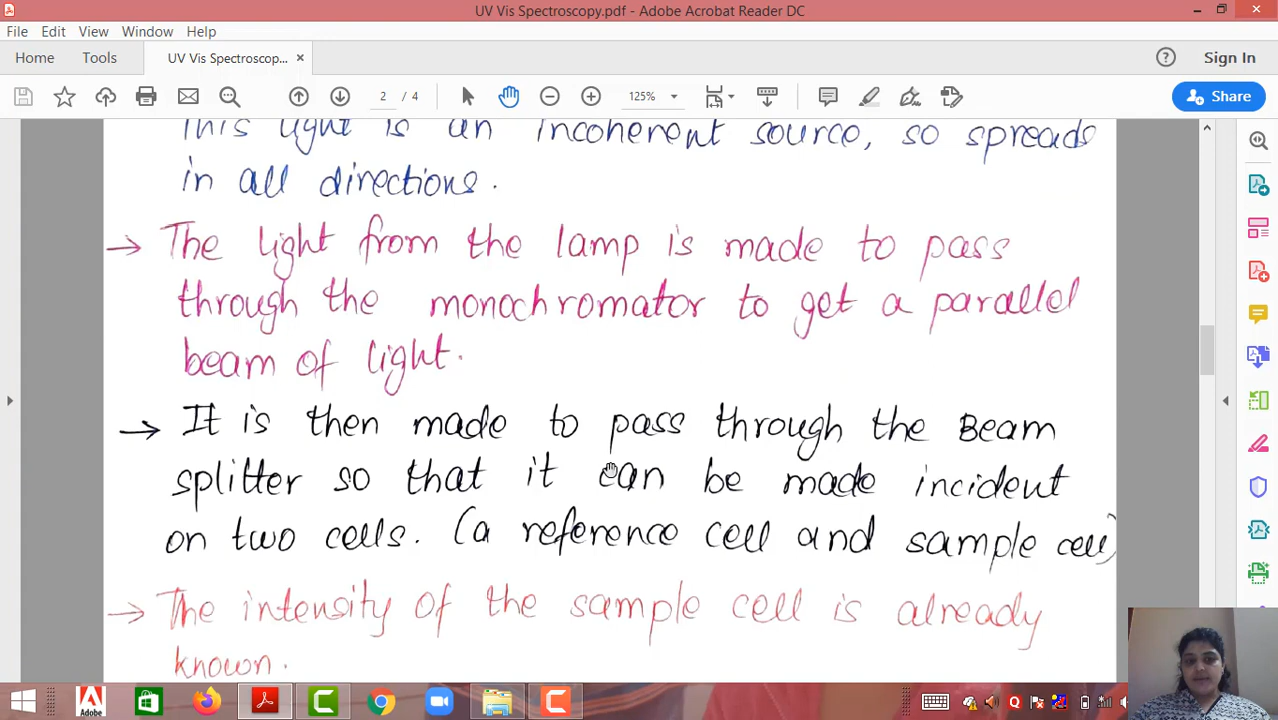 UV Vis Spectroscopy.pdf - Adobe Acrobat Reader DC
File Edit View Window Help
Home Tools UV Vis Spectroscop... × Sign In
2 / 4 125% Share
This light is an incoherent source, so spreads
in all directions.
→ The light from the lamp is made to pass
through the monochromator to get a parallel
beam of light.
→ It is then made to pass through the Beam
splitter so that it can be made incident
on two cells. (a reference cell and sample cell)
→ The intensity of the sample cell is already
known.
Adobe